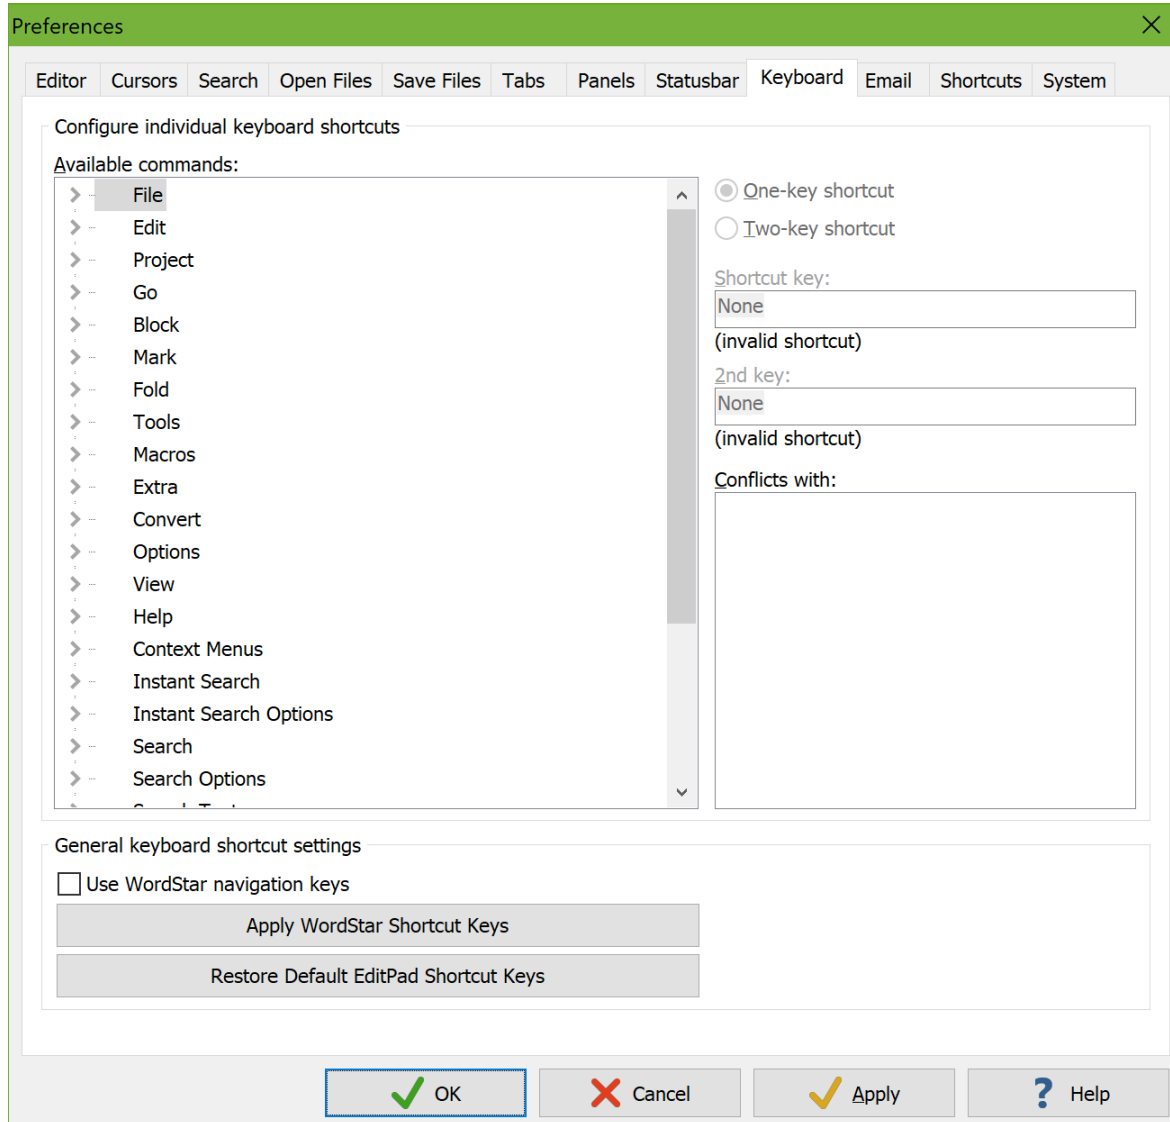 Preferences
Editor Cursors Search Open Files Save Files Tabs Panels Statusbar Keyboard Email Shortcuts System
Configure individual keyboard shortcuts
Available commands:
File
Edit
Project
Go
Block
Mark
Fold
Tools
Macros
Extra
Convert
Options
View
Help
Context Menus
Instant Search
Instant Search Options
Search
Search Options
One-key shortcut
Two-key shortcut
Shortcut key:
None
(invalid shortcut)
2nd key:
None
(invalid shortcut)
Conflicts with:
General keyboard shortcut settings
Use WordStar navigation keys
Apply WordStar Shortcut Keys
Restore Default EditPad Shortcut Keys
OK Cancel Apply ? Help